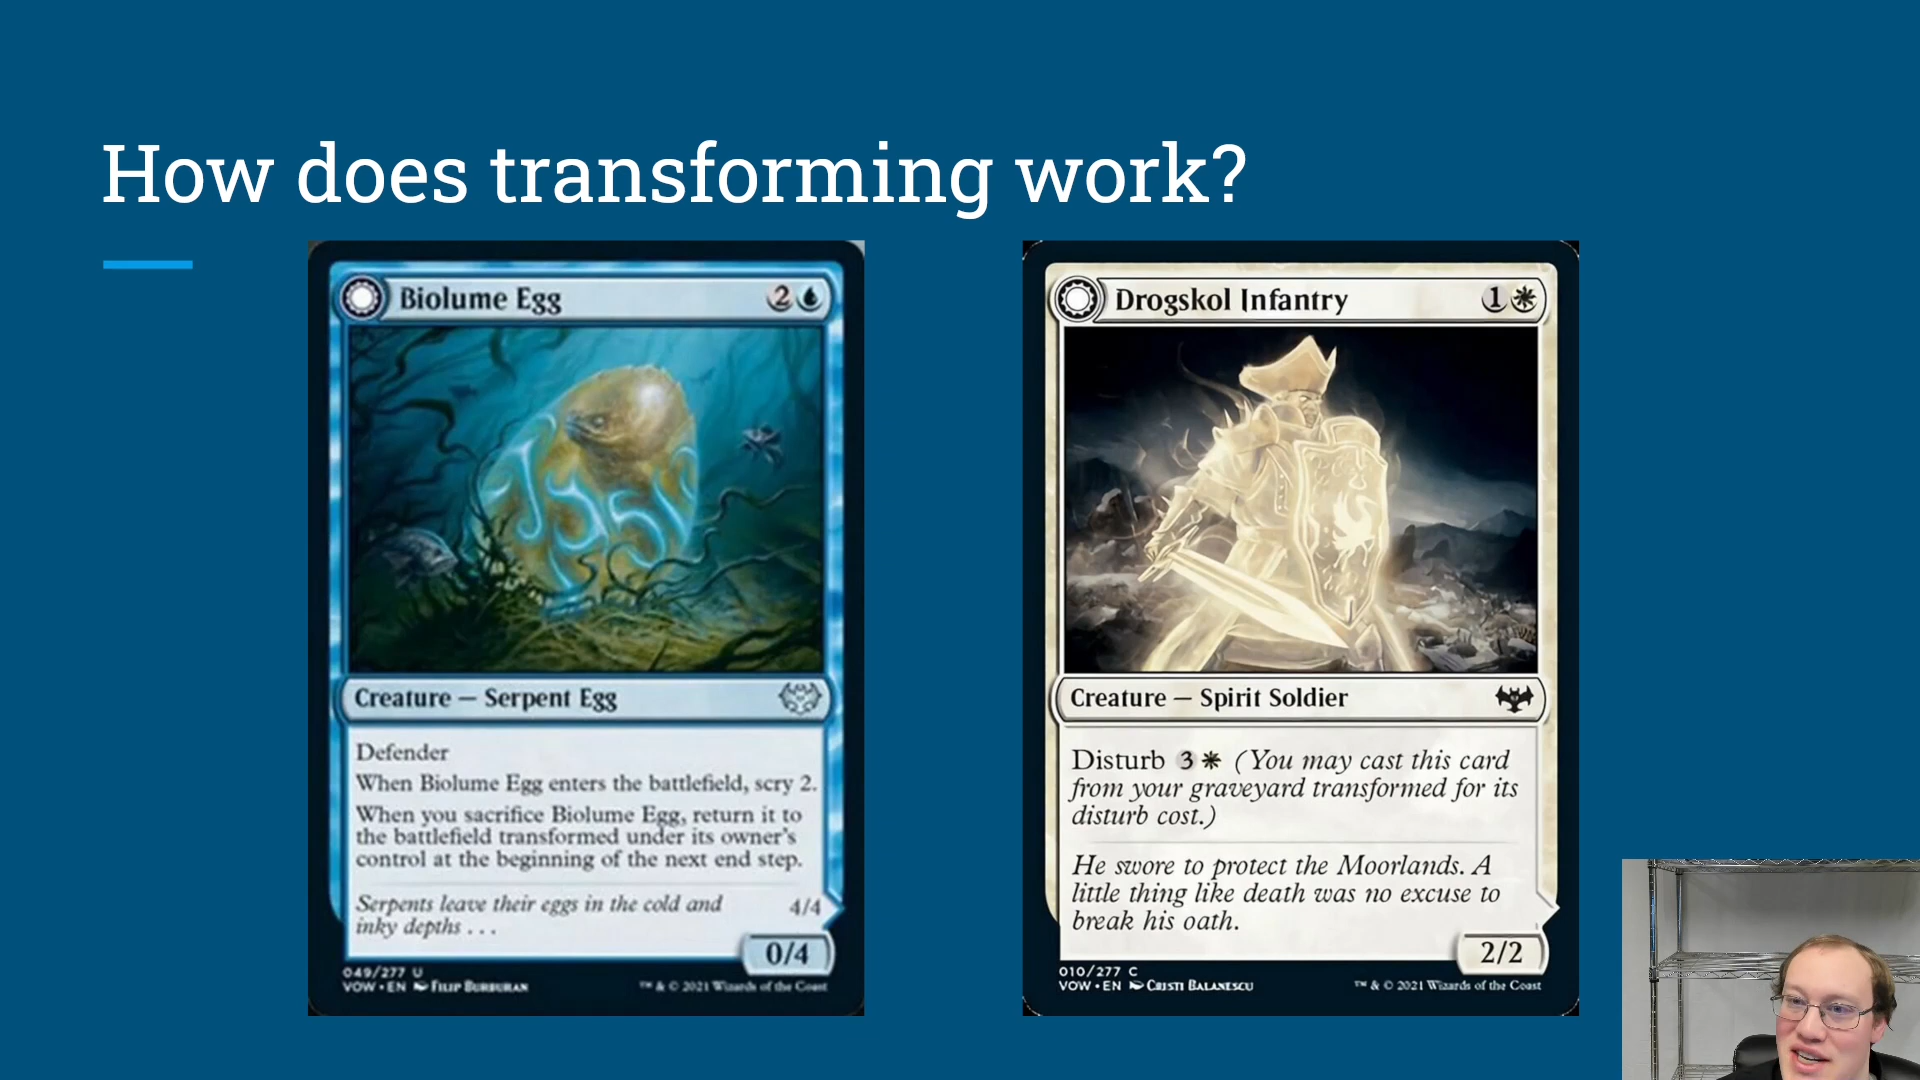 How does transforming work?
Biolume Egg 2
Creature — Serpent Egg
Defender
When Biolume Egg enters the battlefield, scry 2.
When you sacrifice Biolume Egg, return it to
the battlefield transformed under its owner's
control at the beginning of the next end step.
Serpents leave their eggs in the cold and
inky depths . . .
4/4
0/4
049/277 U
VOW • EN Filip Burburan
™ & © 2021 Wizards of the Coast
Drogskol Infantry 1
Creature — Spirit Soldier
Disturb 3 (You may cast this card
from your graveyard transformed for its
disturb cost.)
He swore to protect the Moorlands. A
little thing like death was no excuse to
break his oath.
2/2
010/277 C
VOW • EN Cristi Balanescu
™ & © 2021 Wizards of the Coast